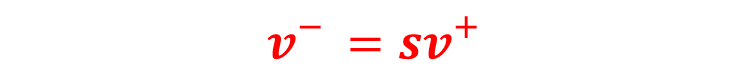 v⁻ = sv⁺